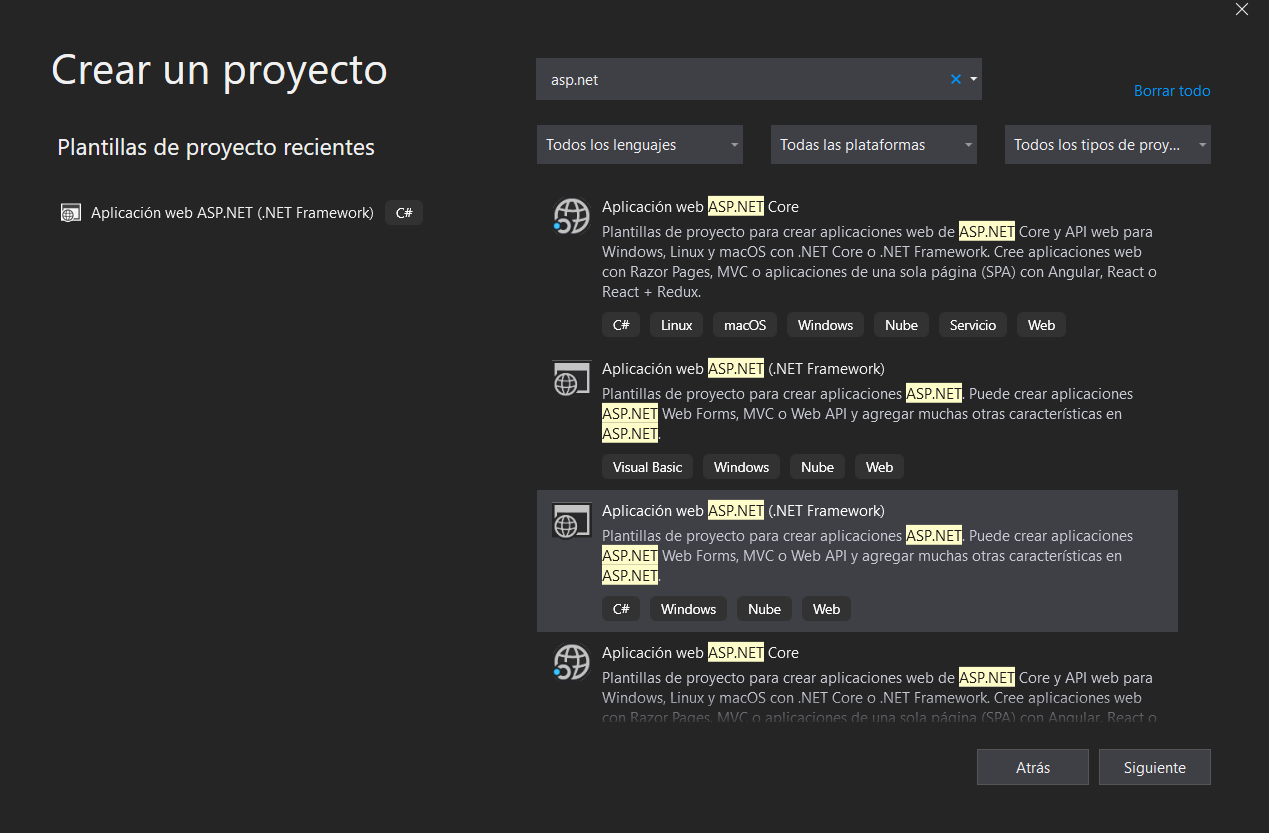 Crear un proyecto
Plantillas de proyecto recientes
Aplicación web ASP.NET (.NET Framework) C#
asp.net
Borrar todo
Todos los lenguajes
Todas las plataformas
Todos los tipos de proy...
Aplicación web ASP.NET Core
Plantillas de proyecto para crear aplicaciones web de ASP.NET Core y API web para
Windows, Linux y macOS con .NET Core o .NET Framework. Cree aplicaciones web
con Razor Pages, MVC o aplicaciones de una sola página (SPA) con Angular, React o
React + Redux.
C# Linux macOS Windows Nube Servicio Web
Aplicación web ASP.NET (.NET Framework)
Plantillas de proyecto para crear aplicaciones ASP.NET. Puede crear aplicaciones
ASP.NET Web Forms, MVC o Web API y agregar muchas otras características en
ASP.NET.
Visual Basic Windows Nube Web
Aplicación web ASP.NET (.NET Framework)
Plantillas de proyecto para crear aplicaciones ASP.NET. Puede crear aplicaciones
ASP.NET Web Forms, MVC o Web API y agregar muchas otras características en
ASP.NET.
C# Windows Nube Web
Aplicación web ASP.NET Core
Plantillas de proyecto para crear aplicaciones web de ASP.NET Core y API web para
Windows, Linux y macOS con .NET Core o .NET Framework. Cree aplicaciones web
con Razor Pages, MVC o aplicaciones de una sola página (SPA) con Angular, React o
Atrás
Siguiente